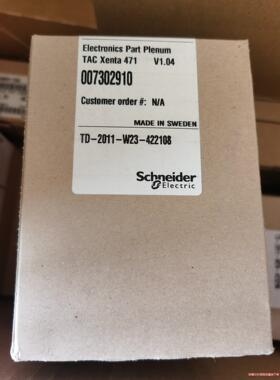 Electronics Part Plenum
TAC Xenta 471 V1.04
007302910
Customer order #: N/A
MADE IN SWEDEN
TD-2011-W23-422108
Schneider
Electric